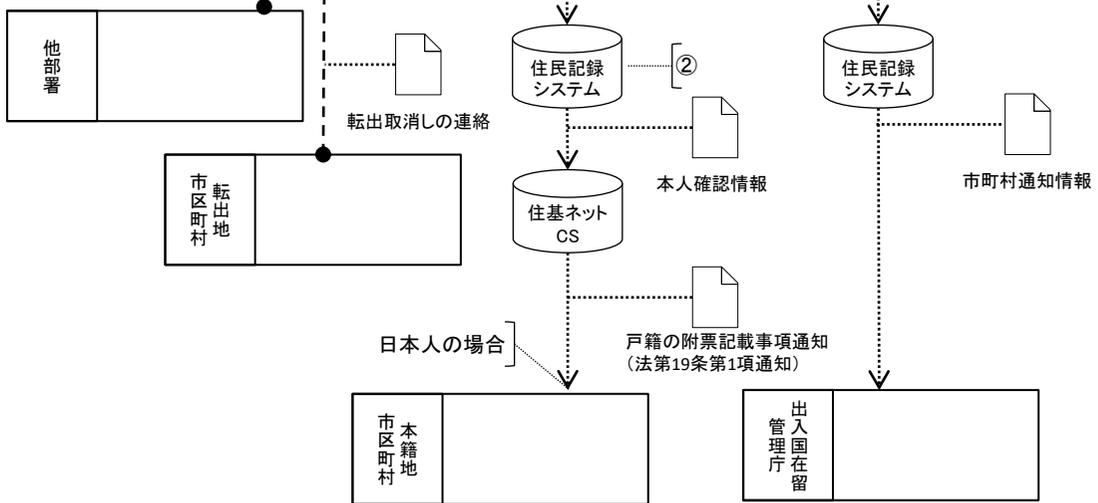 他部署
転出取消しの連絡
転出地
市区町村
住民記録
システム
②
本人確認情報
住基ネット
CS
日本人の場合
戸籍の附票記載事項通知
（法第19条第1項通知）
本籍地
市区町村
住民記録
システム
市町村通知情報
出入国在留
管理庁